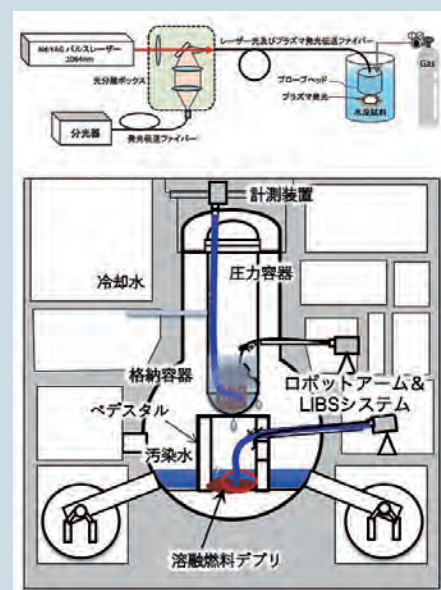 Nd:YAG パルスレーザー
1064nm
レーザー光及びプラズマ発光伝送ファイバー
光分離ボックス
Gas
プローブヘッド
プラズマ発光
水没試料
分光器
発光伝送ファイバー
計測装置
圧力容器
冷却水
格納容器
ロボットアーム&
LIBSシステム
ペデスタル
汚染水
溶融燃料デブリ